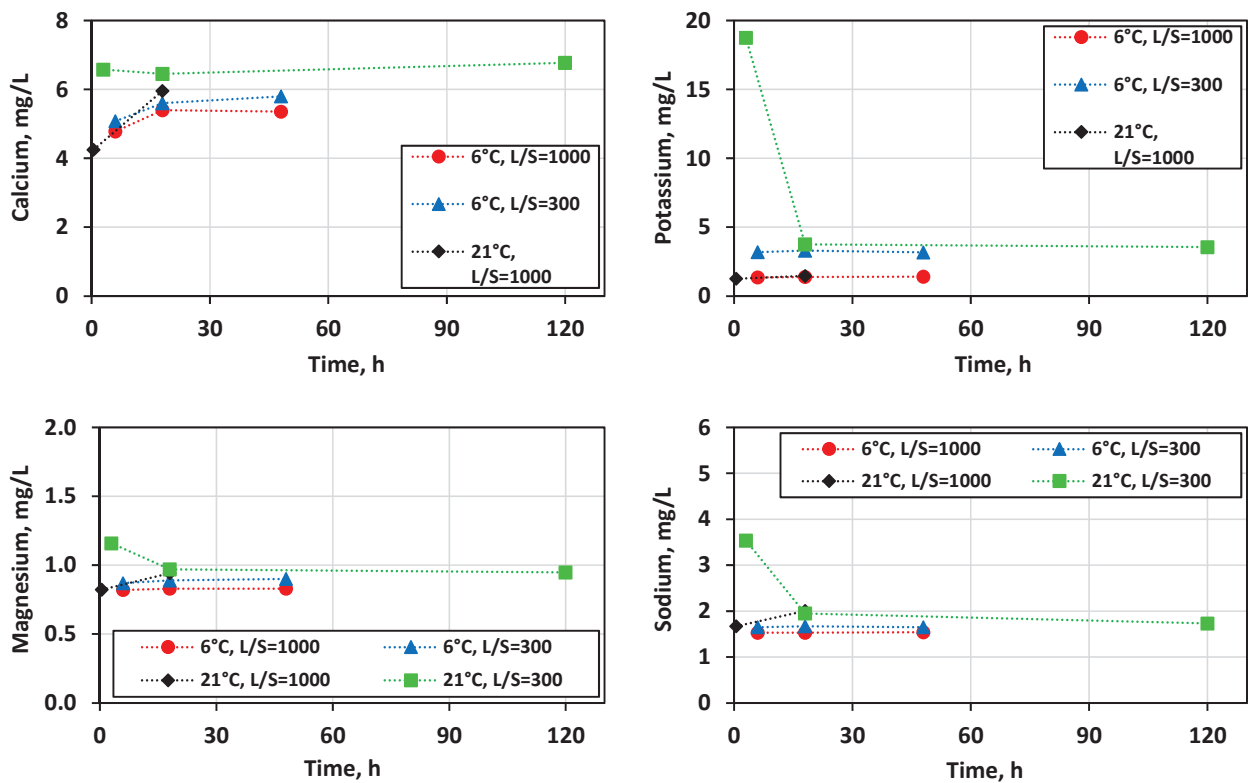 8
6
4
2
0
Calcium, mg/L
6°C, L/S=1000
6°C, L/S=300
21°C,
L/S=1000
0 30 60 90 120
Time, h
20
15
10
5
0
Potassium, mg/L
6°C, L/S=1000
6°C, L/S=300
21°C,
L/S=1000
0 30 60 90 120
Time, h
2.0
1.5
1.0
0.5
0.0
Magnesium, mg/L
6°C, L/S=1000 6°C, L/S=300
21°C, L/S=1000 21°C, L/S=300
0 30 60 90 120
Time, h
6
5
4
3
2
1
0
Sodium, mg/L
6°C, L/S=1000 6°C, L/S=300
21°C, L/S=1000 21°C, L/S=300
0 30 60 90 120
Time, h